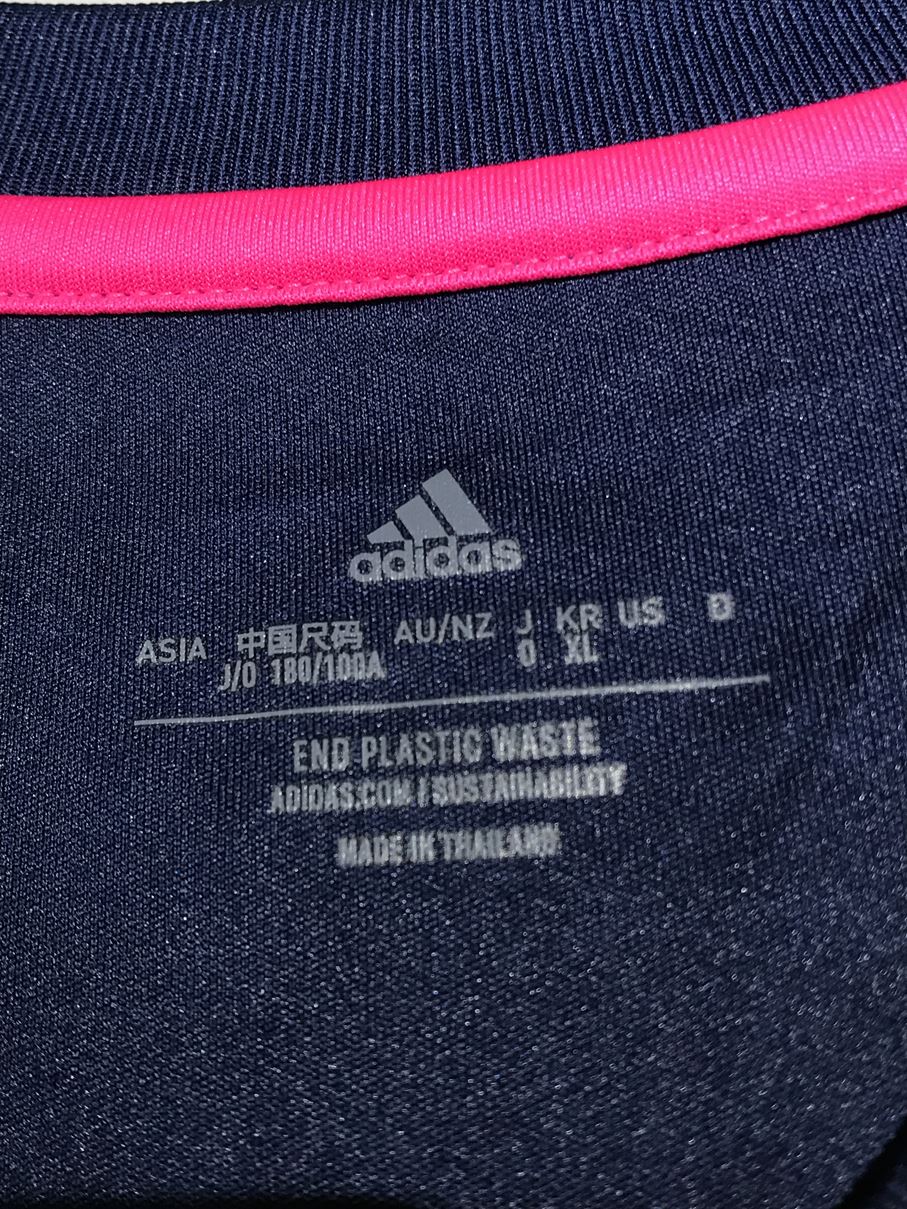 adidas
ASIA 中国尺码 AU/NZ J KR US D
J/O 180/100A O XL
END PLASTIC WASTE
ADIDAS.COM/SUSTAINABILITY
MADE IN THAILAND